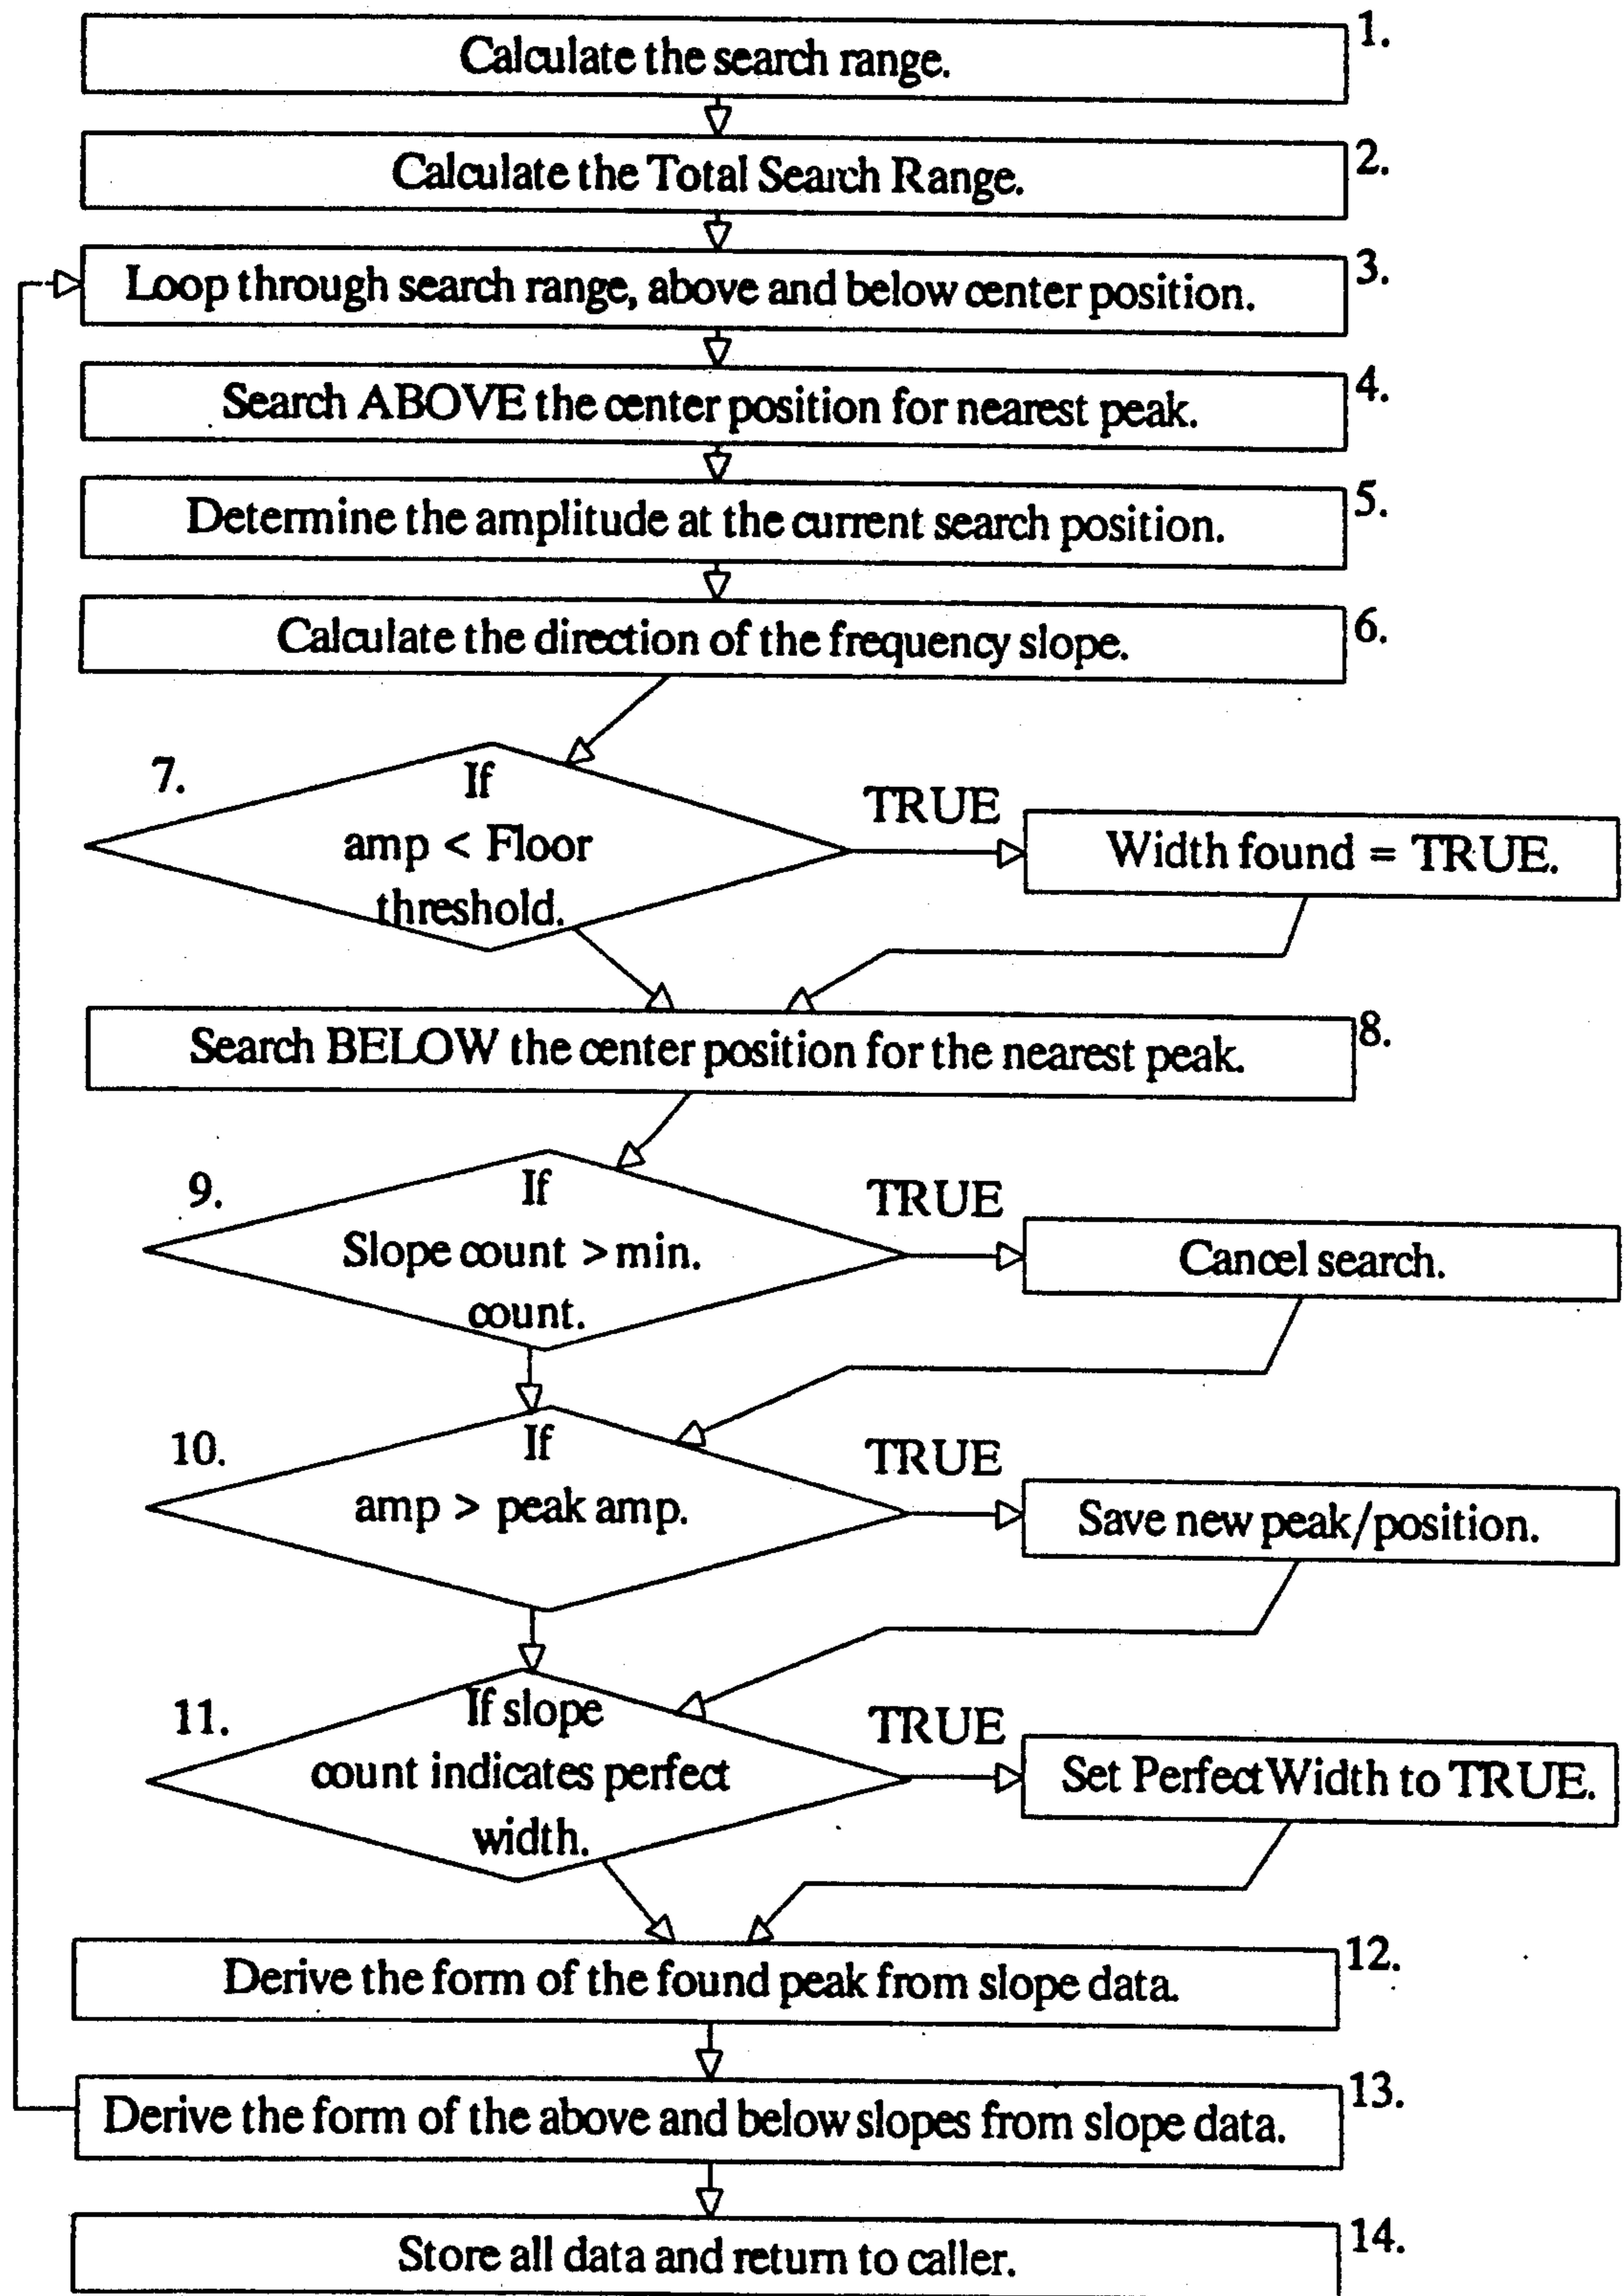 1.
Calculate the search range.
2.
Calculate the Total Search Range.
3.
Loop through search range, above and below center position.
4.
Search ABOVE the center position for nearest peak.
5.
Determine the amplitude at the current search position.
6.
Calculate the direction of the frequency slope.
7.
If
amp < Floor
threshold.
TRUE
Width found = TRUE.
8.
Search BELOW the center position for the nearest peak.
9.
If
Slope count > min.
count.
TRUE
Cancel search.
10.
If
amp > peak amp.
TRUE
Save new peak/position.
11.
If slope
count indicates perfect
width.
TRUE
Set PerfectWidth to TRUE.
12.
Derive the form of the found peak from slope data.
13.
Derive the form of the above and below slopes from slope data.
14.
Store all data and return to caller.